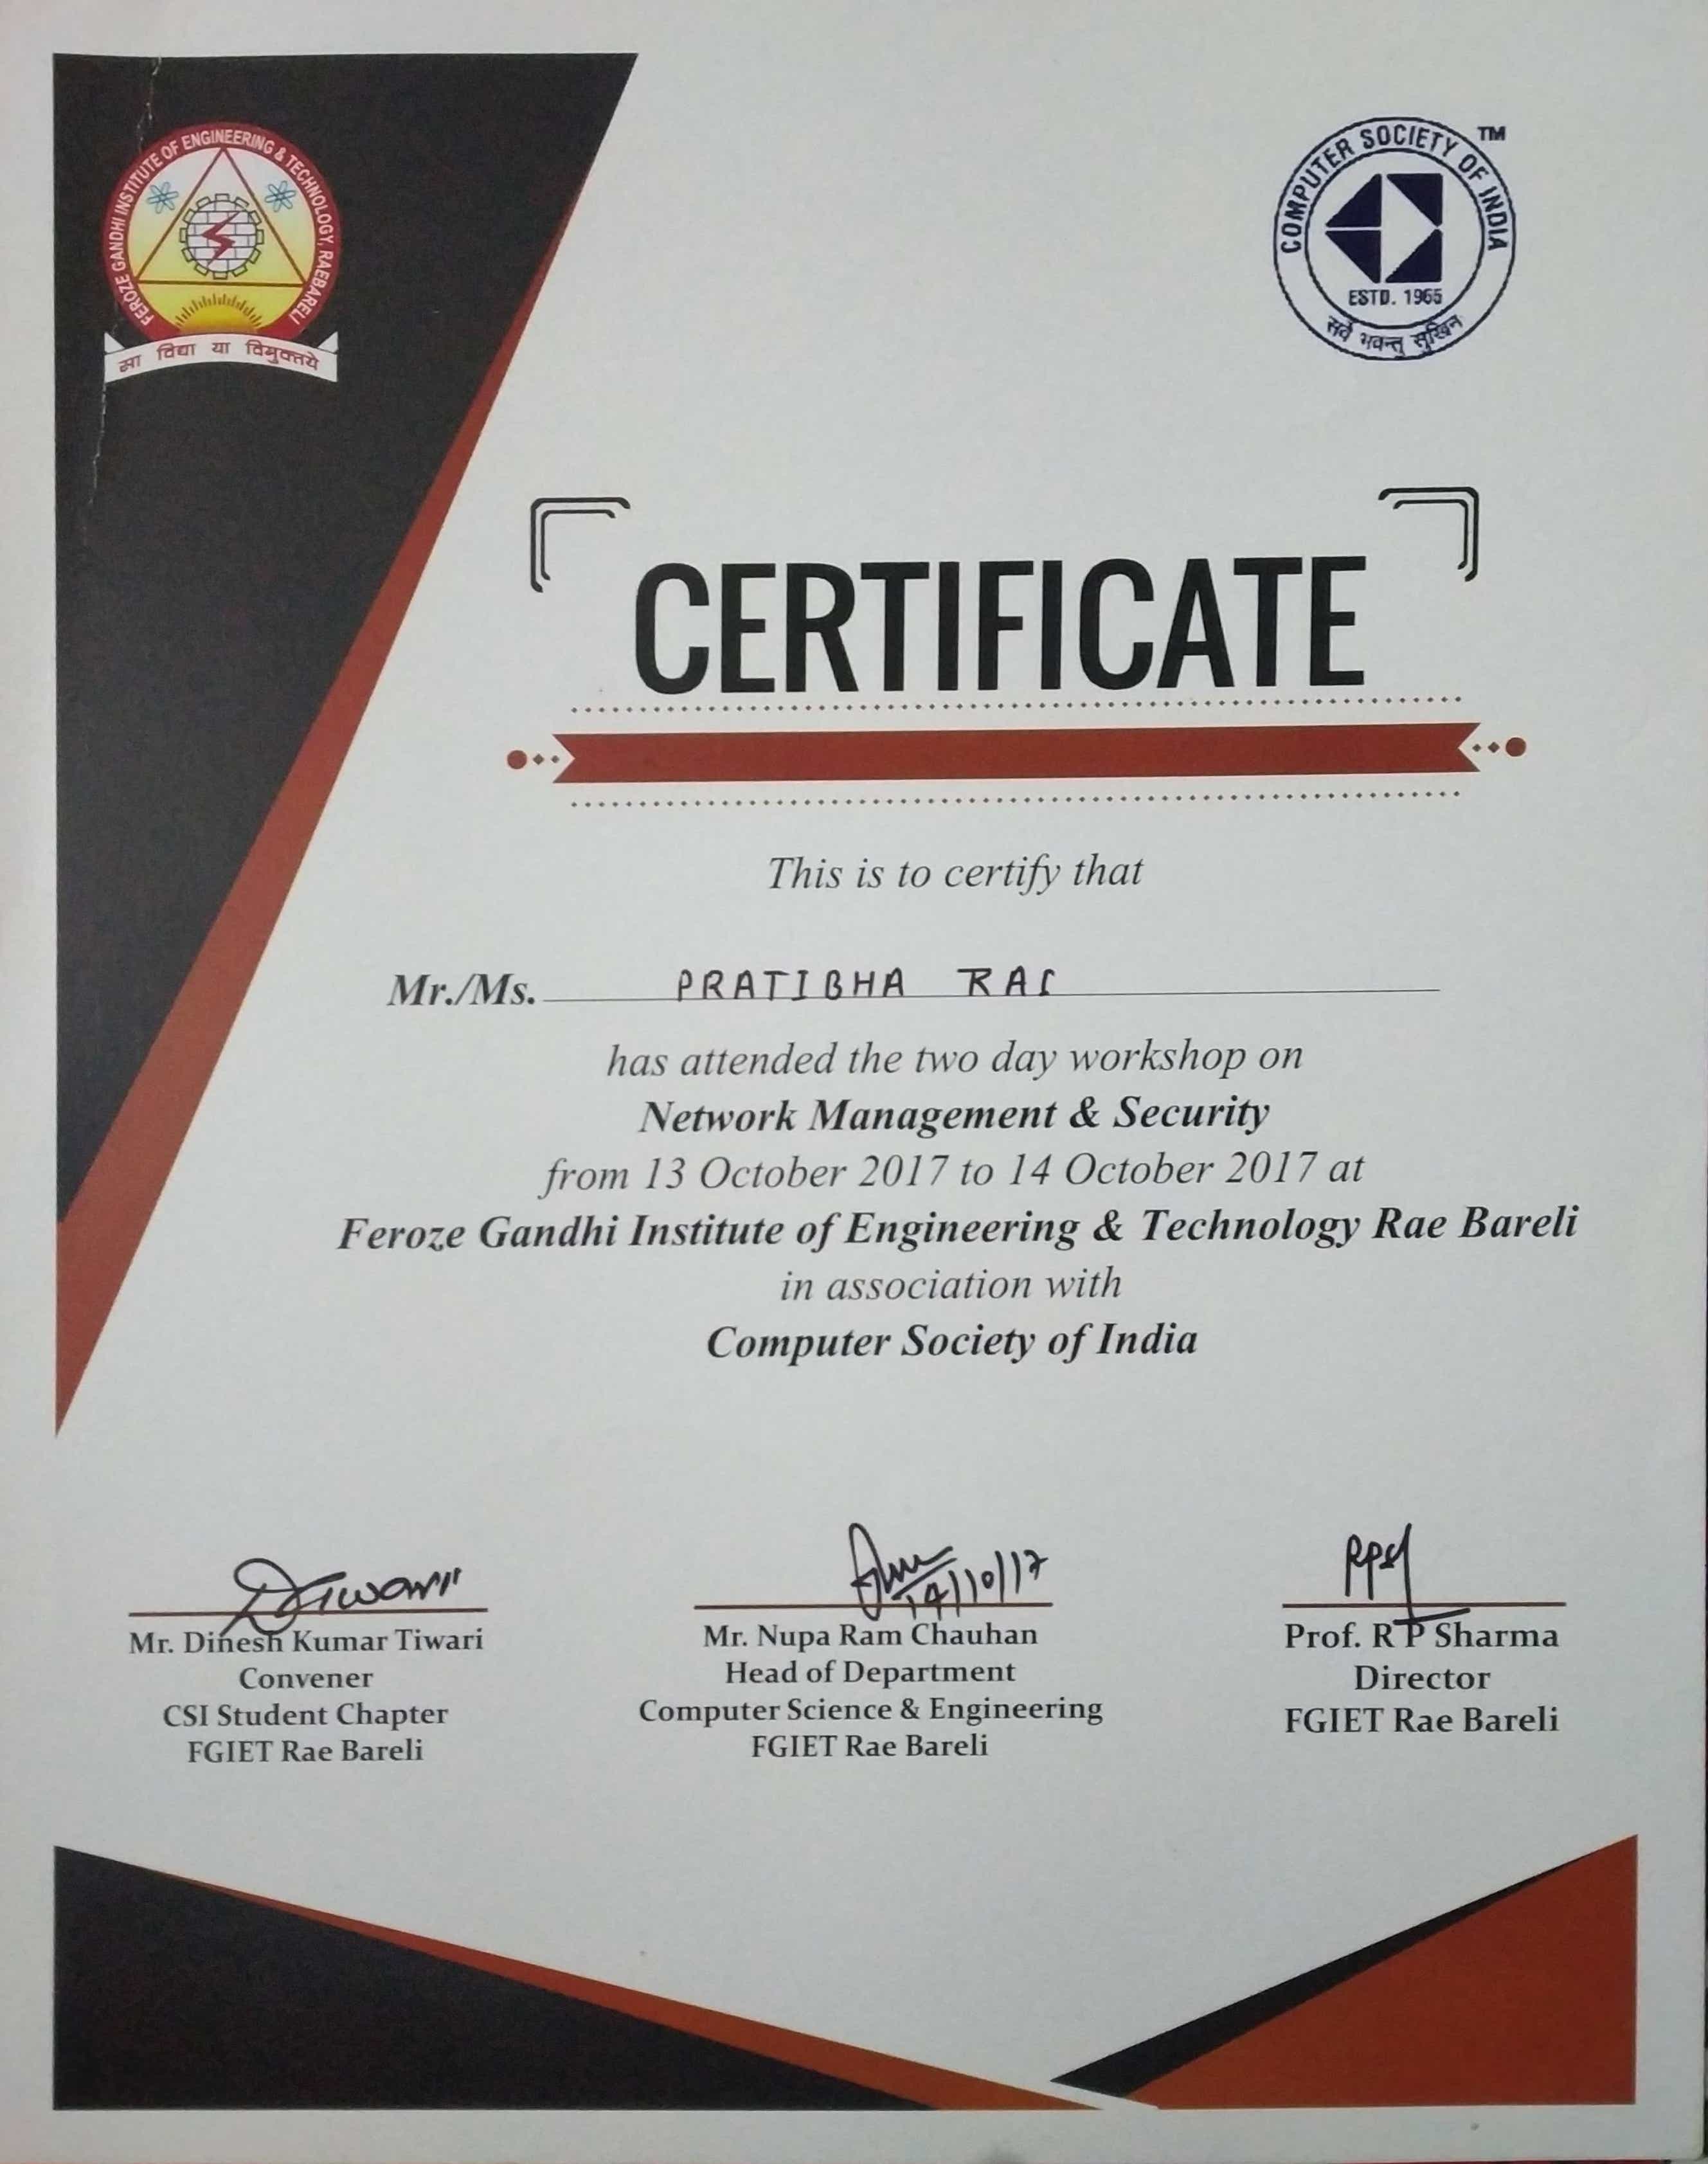 FEROZE GANDHI INSTITUTE OF ENGINEERING & TECHNOLOGY, RAEBARELI
सा विद्या या विमुक्तये
COMPUTER SOCIETY OF INDIA TM
ESTD. 1965
सर्वे भवन्तु सुखिन
CERTIFICATE
This is to certify that
Mr./Ms. PRATIBHA RAI
has attended the two day workshop on
Network Management & Security
from 13 October 2017 to 14 October 2017 at
Feroze Gandhi Institute of Engineering & Technology Rae Bareli
in association with
Computer Society of India
DTiwari
14/10/17
RPS
Mr. Dinesh Kumar Tiwari
Convener
CSI Student Chapter
FGIET Rae Bareli
Mr. Nupa Ram Chauhan
Head of Department
Computer Science & Engineering
FGIET Rae Bareli
Prof. R P Sharma
Director
FGIET Rae Bareli